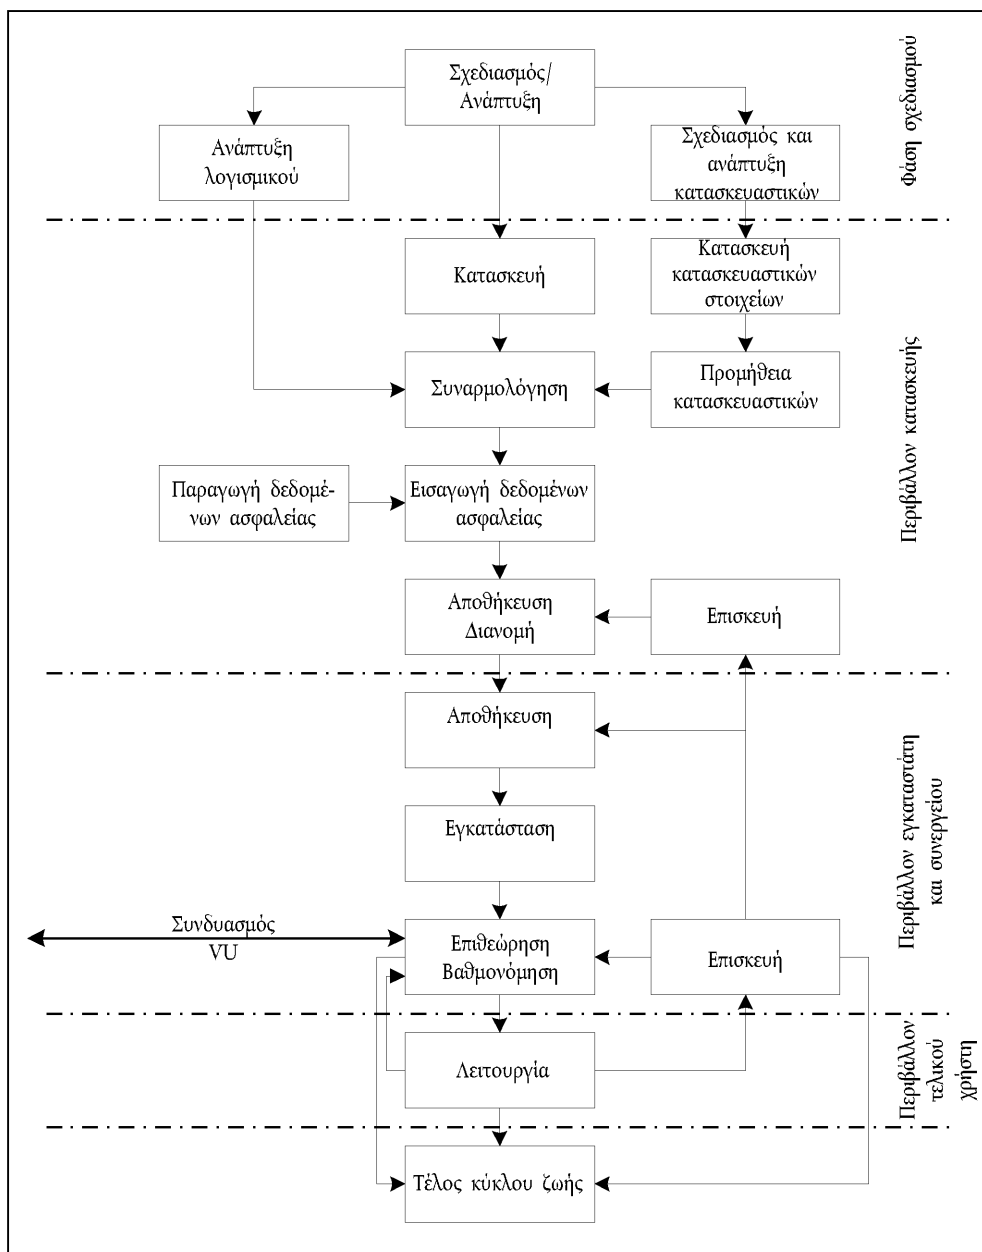 Σχεδιασμός/
Ανάπτυξη
Ανάπτυξη
λογισμικού
Σχεδιασμός και
ανάπτυξη
κατασκευαστικών
Φάση σχεδιασμού
Κατασκευή
Κατασκευή
κατασκευαστικών
στοιχείων
Συναρμολόγηση
Προμήθεια
κατασκευαστικών
Περιβάλλον κατασκευής
Παραγωγή δεδομέ-
νων ασφαλείας
Εισαγωγή δεδομένων
ασφαλείας
Αποθήκευση
Διανομή
Επισκευή
Αποθήκευση
Εγκατάσταση
Περιβάλλον εγκαταστάτη
και συνεργείου
Συνδυασμός
VU
Επιθεώρηση
Βαθμονόμηση
Επισκευή
Λειτουργία
Περιβάλλον
τελικού
χρήστη
Τέλος κύκλου ζωής